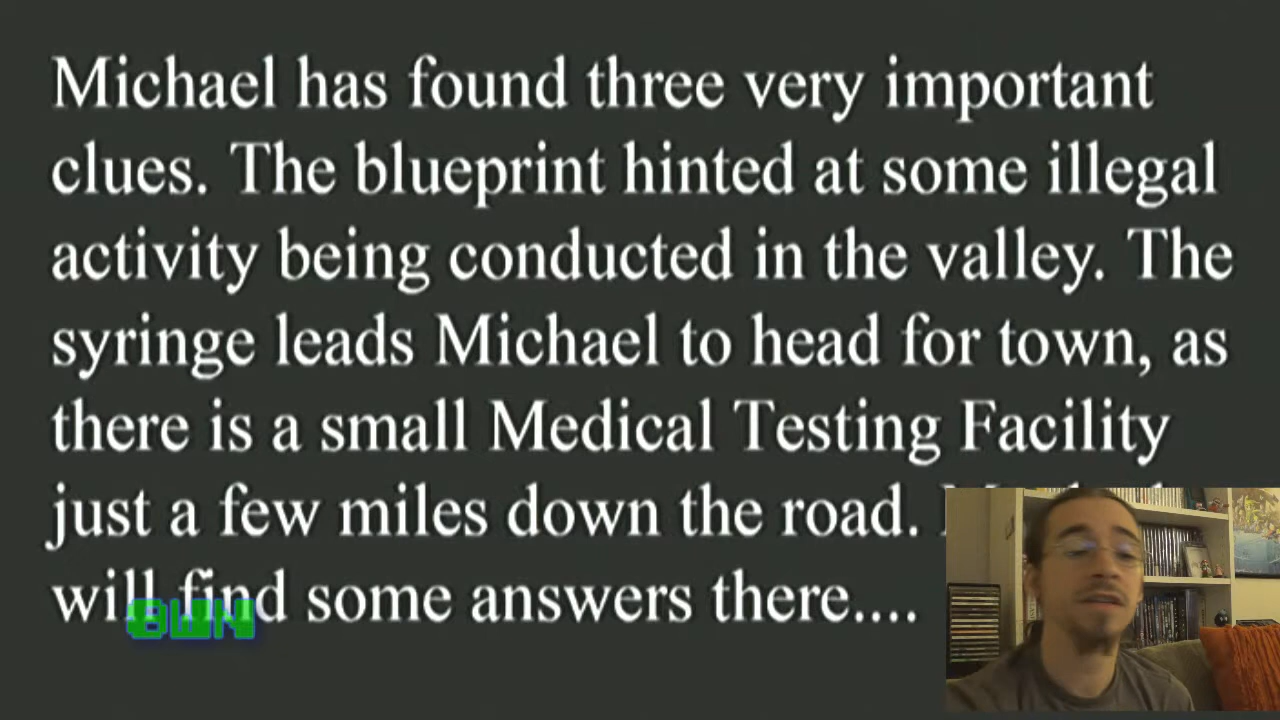 Michael has found three very important
clues. The blueprint hinted at some illegal
activity being conducted in the valley. The
syringe leads Michael to head for town, as
there is a small Medical Testing Facility
just a few miles down the road.
will find some answers there....
8WN